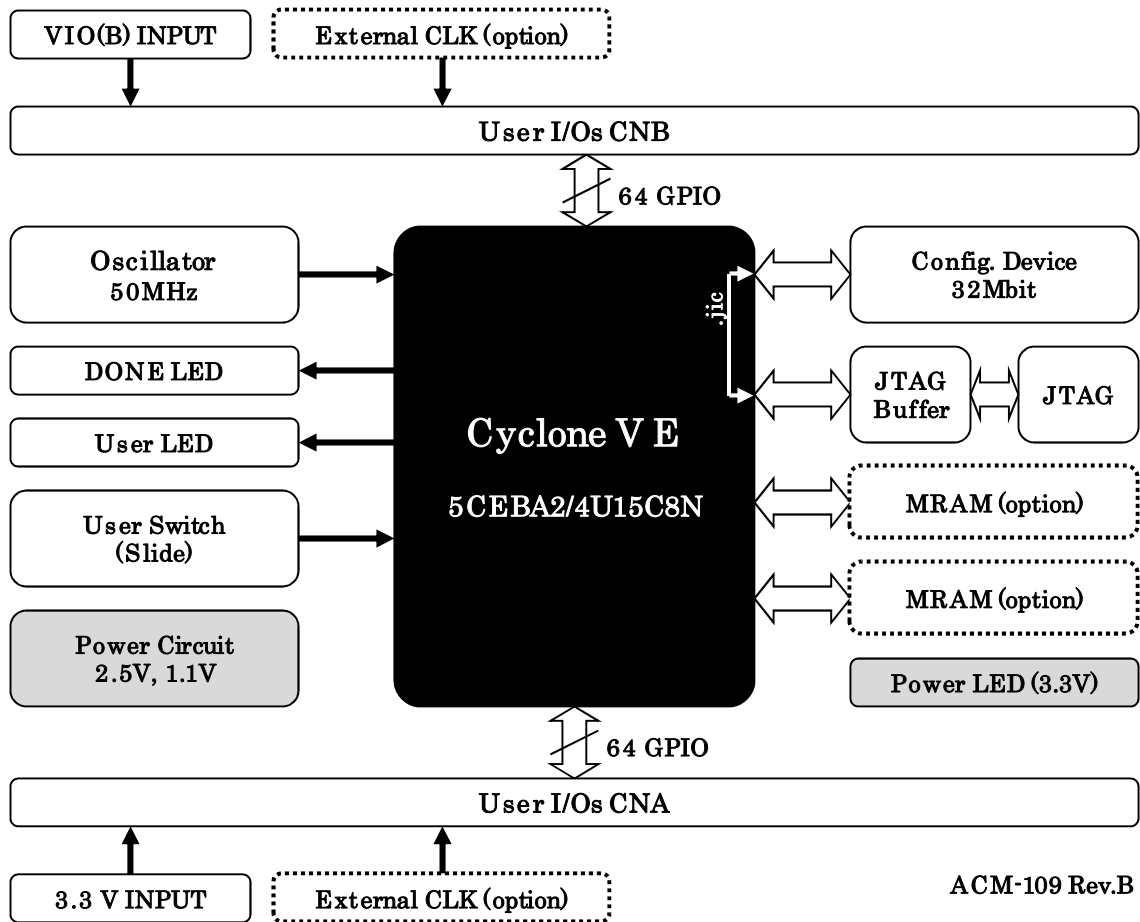 VIO(B) INPUT
External CLK (option)
User I/Os CNB
64 GPIO
Oscillator
50MHz
DONE LED
User LED
User Switch
(Slide)
Power Circuit
2.5V, 1.1V
.jic
Cyclone V E
5CEBA2/4U15C8N
Config. Device
32Mbit
JTAG
Buffer
JTAG
MRAM (option)
MRAM (option)
Power LED (3.3V)
64 GPIO
User I/Os CNA
3.3 V INPUT
External CLK (option)
ACM-109 Rev.B